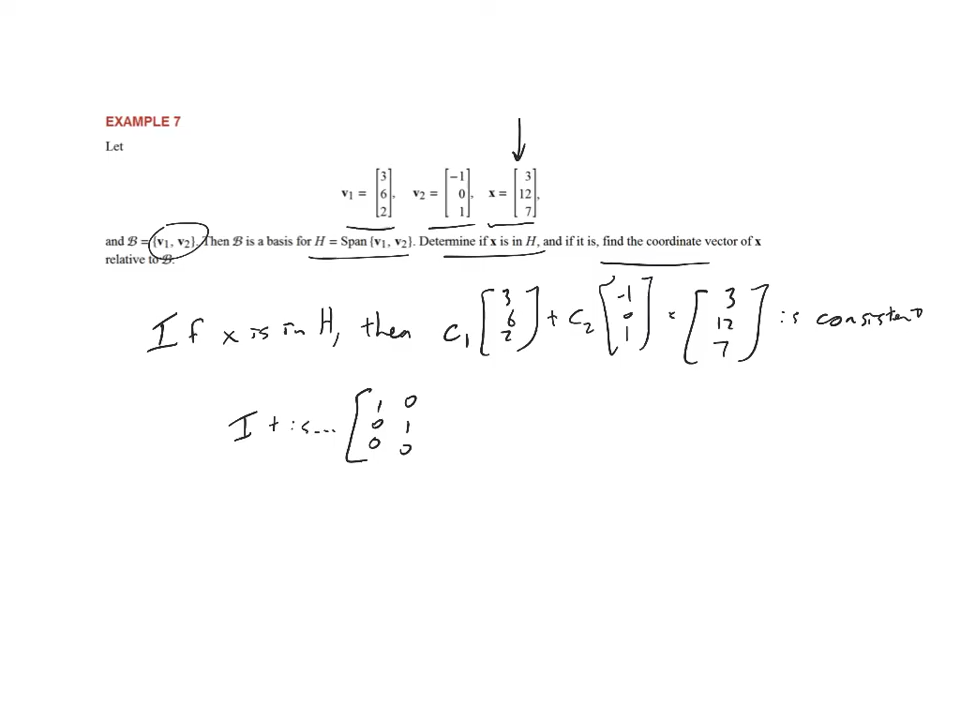 EXAMPLE 7
Let
v₁ = [3 6 2], v₂ = [−1 0 1], x = [3 12 7],
and ℬ = {v₁, v₂}. Then ℬ is a basis for H = Span {v₁, v₂}. Determine if x is in H, and if it is, find the coordinate vector of x
relative to ℬ.
If x is in H, then c₁ [3 6 2] + c₂ [-1 0 1] = [3 12 7] is consistent
It is... [1 0
0 1
0 0